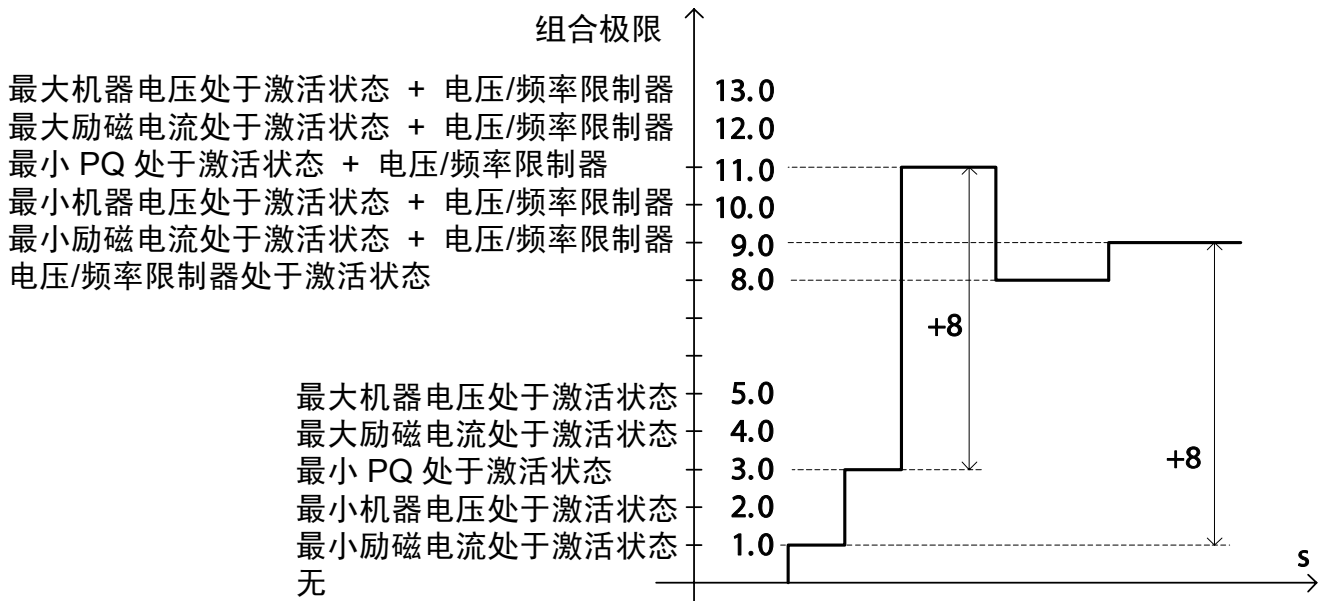 组合极限
最大机器电压处于激活状态 + 电压/频率限制器 13.0
最大励磁电流处于激活状态 + 电压/频率限制器 12.0
最小 PQ 处于激活状态 + 电压/频率限制器 11.0
最小机器电压处于激活状态 + 电压/频率限制器 10.0
最小励磁电流处于激活状态 + 电压/频率限制器 9.0
电压/频率限制器处于激活状态 8.0
+8
最大机器电压处于激活状态 5.0
最大励磁电流处于激活状态 4.0
最小 PQ 处于激活状态 3.0
+8
最小机器电压处于激活状态 2.0
最小励磁电流处于激活状态 1.0
s
无